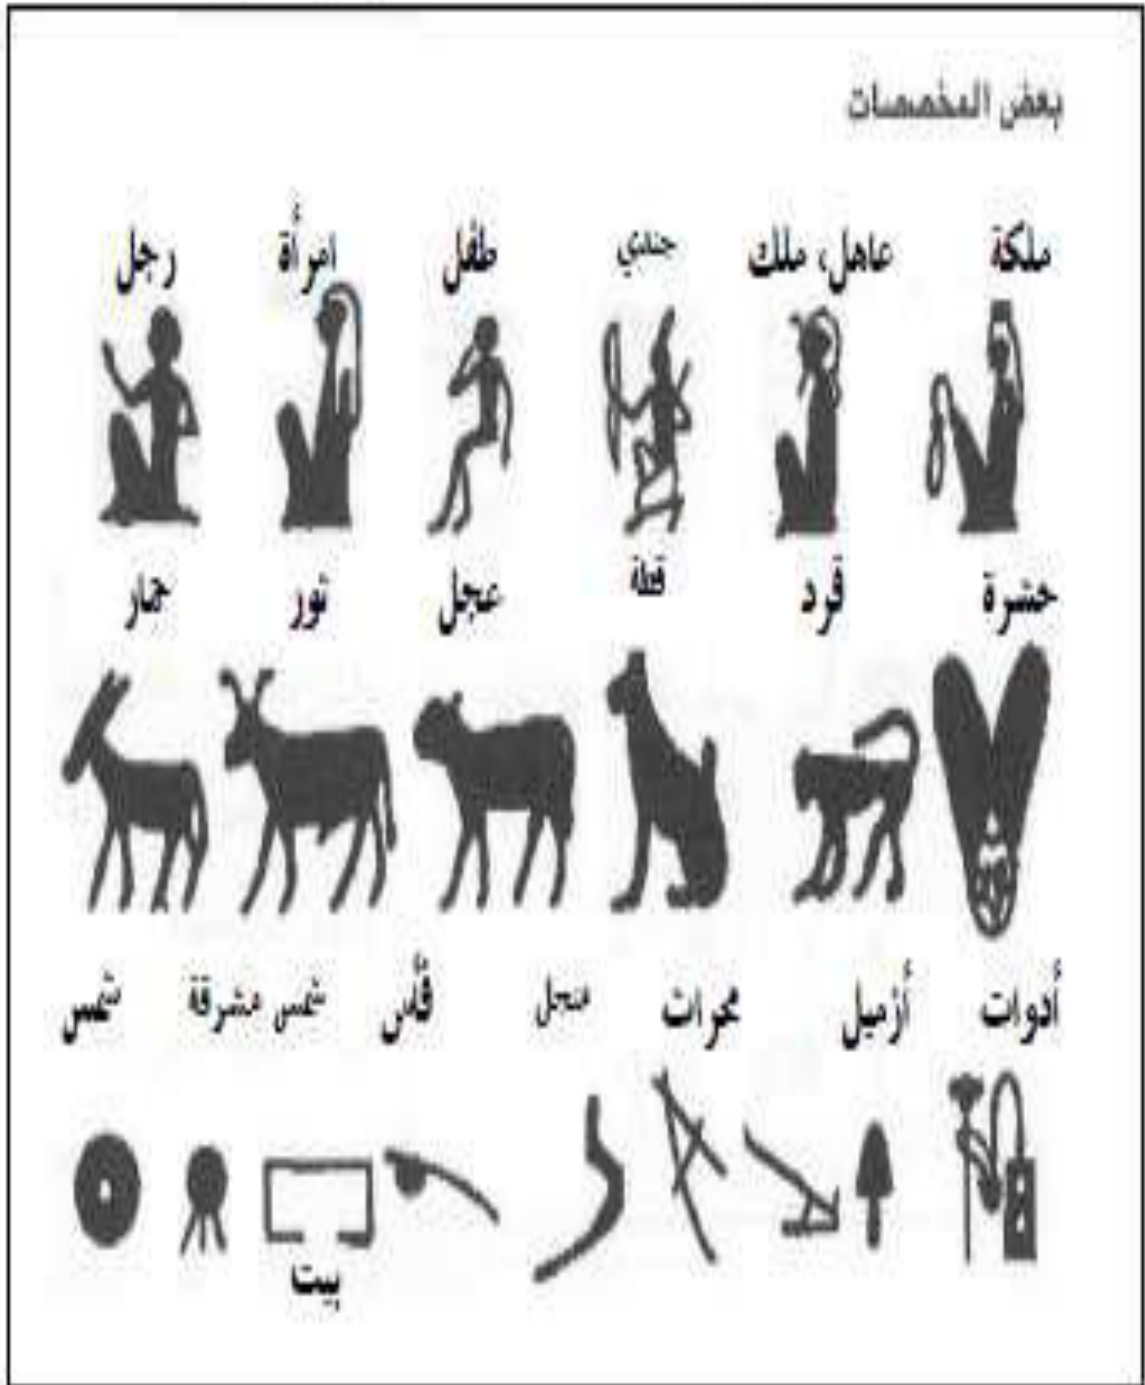 بعض المخصصات
ملكة عاهل، ملك جندي طفل امرأة رجل
حشرة قرد قطة عجل ثور حمار
أدوات أزميل محراث منجل فأس شمس مشرقة شمس
بيت